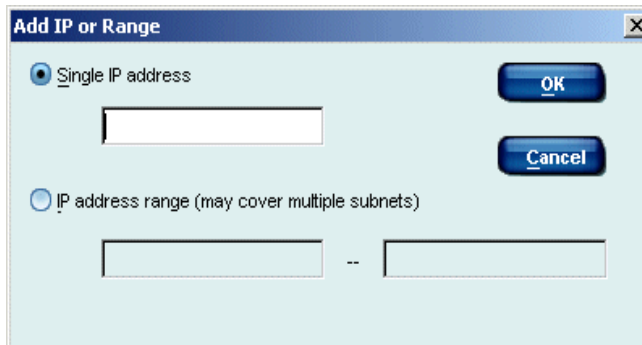 Add IP or Range
Single IP address
OK
Cancel
IP address range (may cover multiple subnets)
--